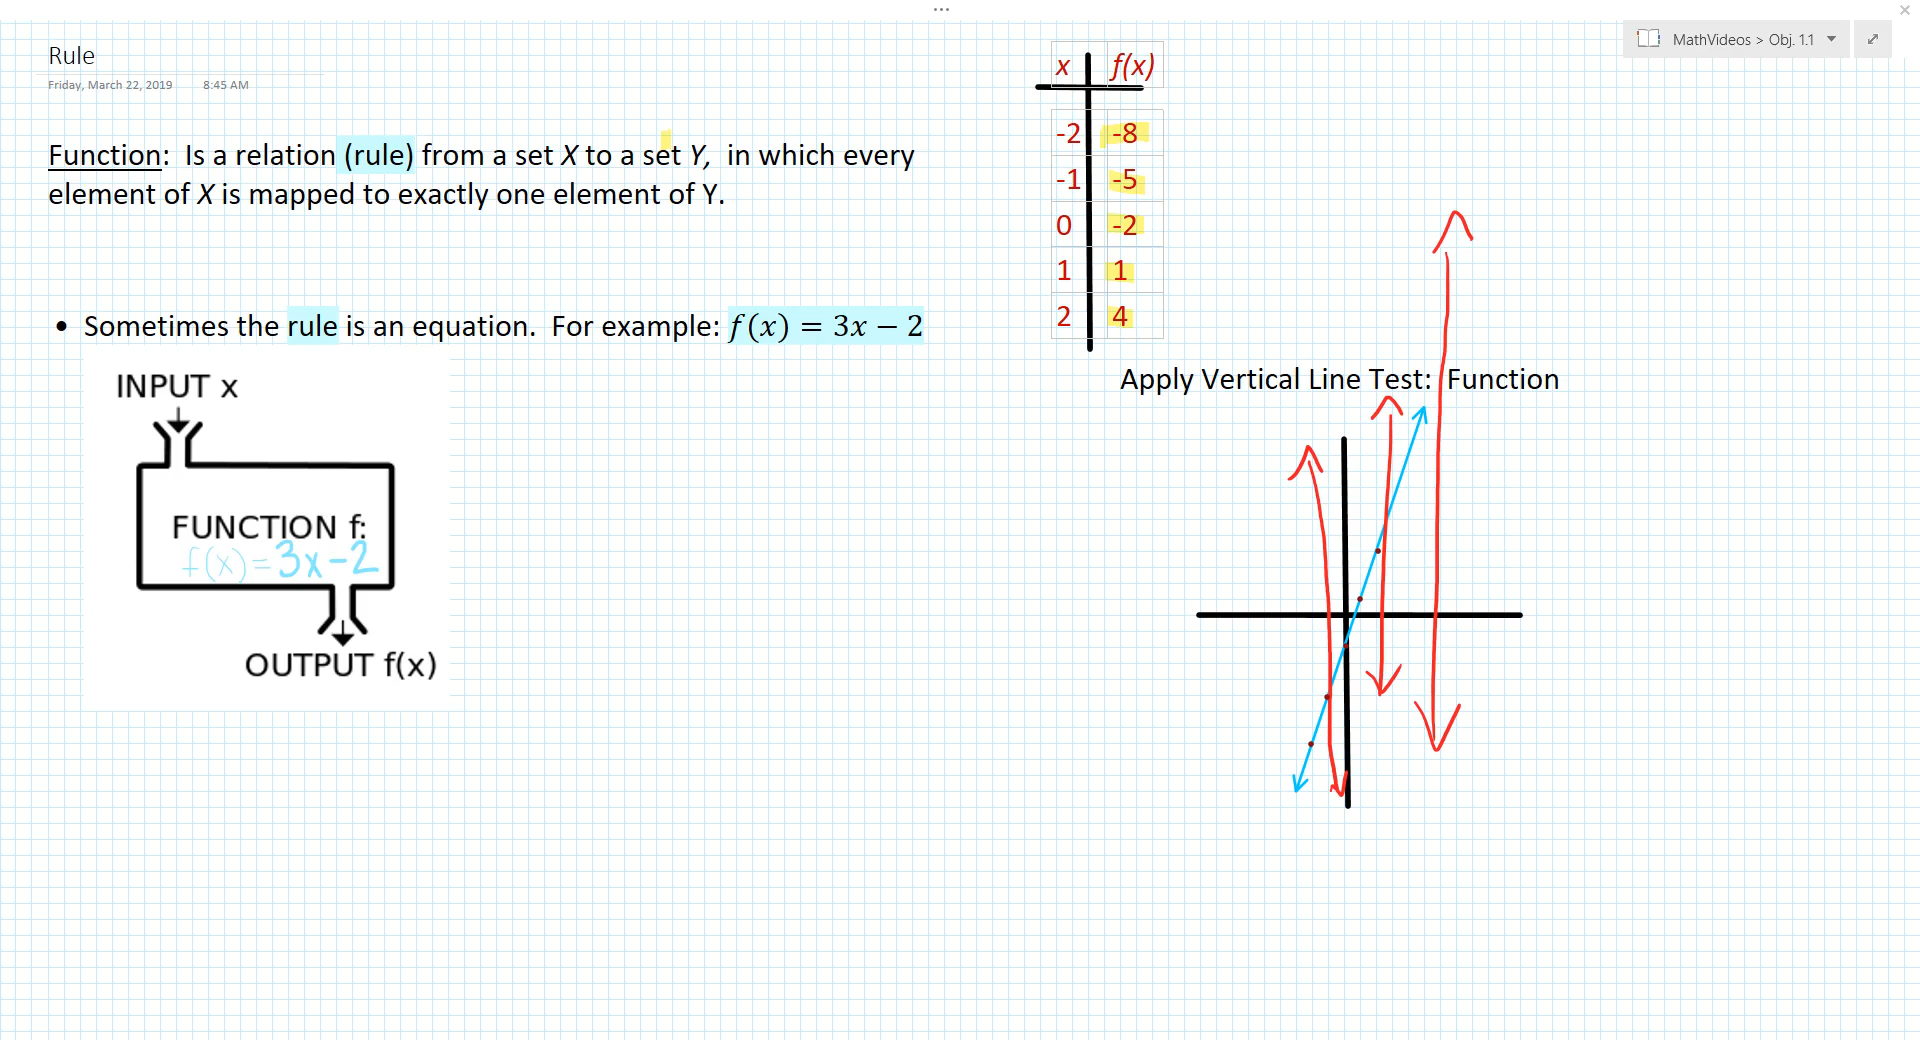 Rule
Friday, March 22, 2019 8:45 AM
MathVideos > Obj. 1.1
Function: Is a relation (rule) from a set X to a set Y, in which every
element of X is mapped to exactly one element of Y.
• Sometimes the rule is an equation. For example: f(x) = 3x − 2
INPUT x
FUNCTION f:
f(x) = 3x - 2
OUTPUT f(x)
x f(x)
-2 -8
-1 -5
0 -2
1 1
2 4
Apply Vertical Line Test: Function